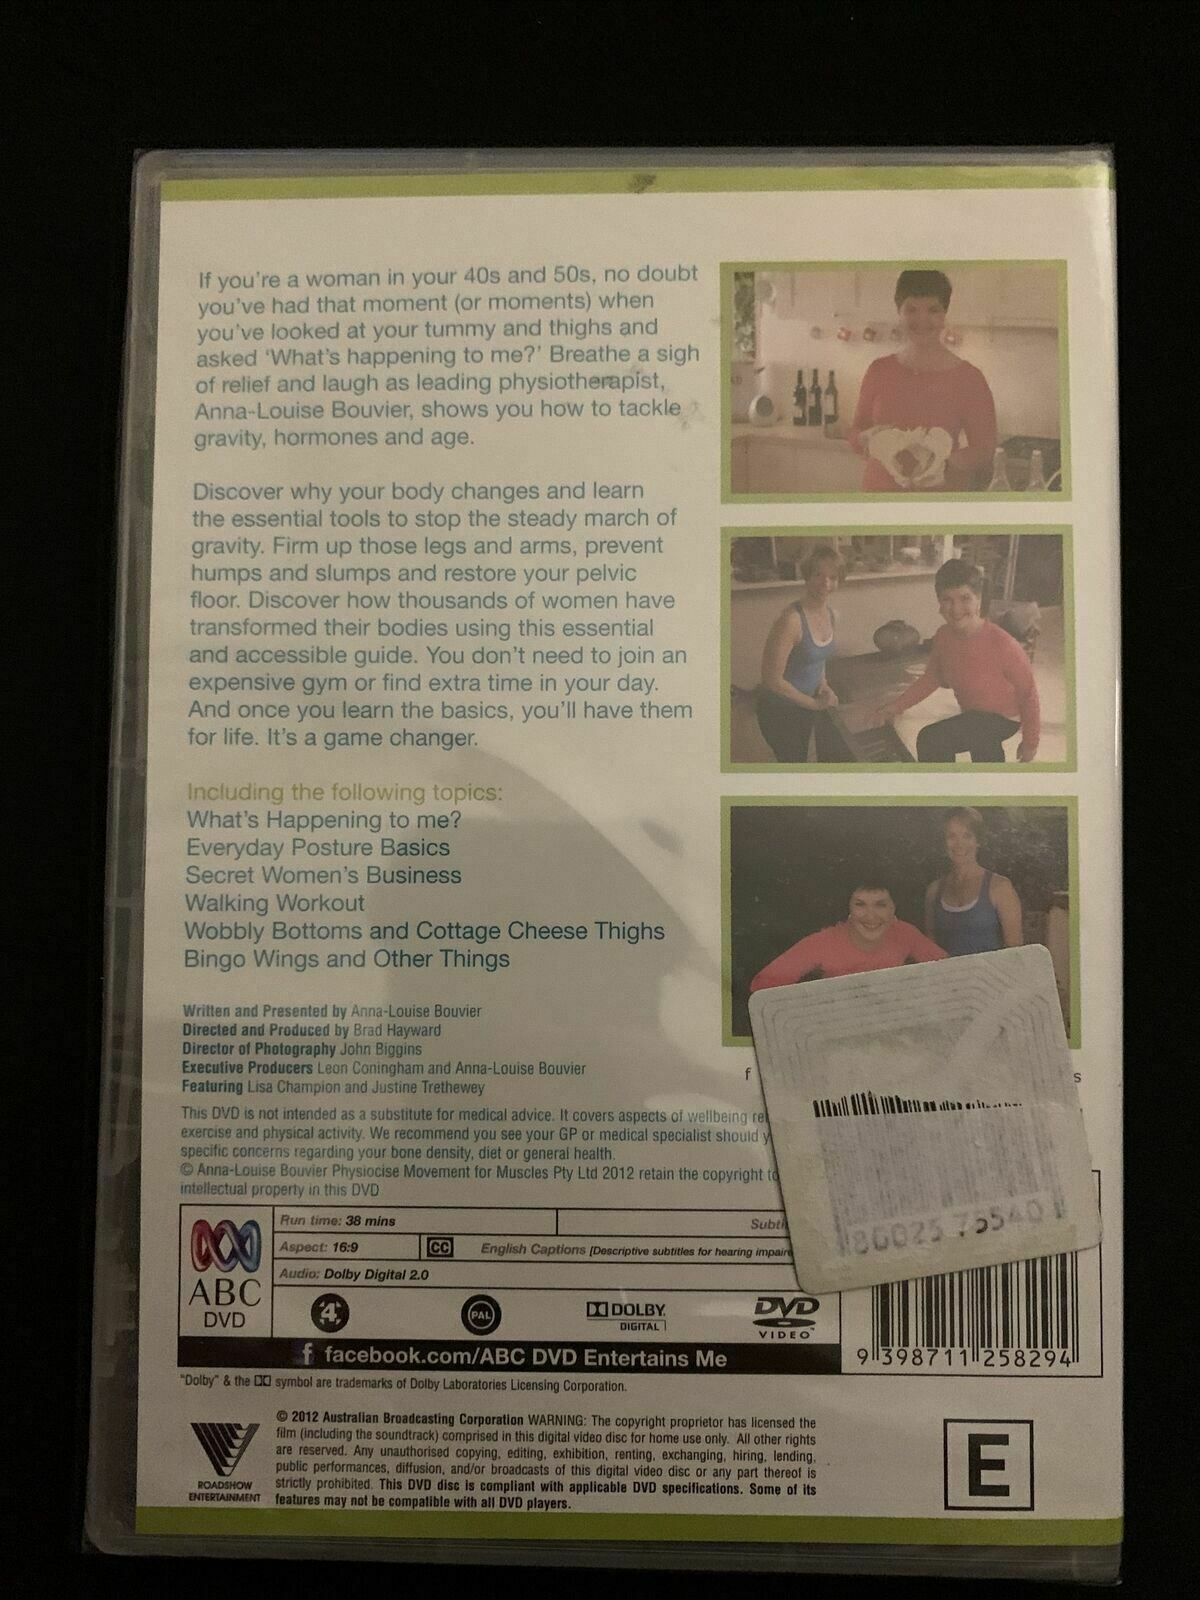 If you're a woman in your 40s and 50s, no doubt
you've had that moment (or moments) when
you've looked at your tummy and thighs and
asked 'What's happening to me?' Breathe a sigh
of relief and laugh as leading physiotherapist,
Anna-Louise Bouvier, shows you how to tackle
gravity, hormones and age.
Discover why your body changes and learn
the essential tools to stop the steady march of
gravity. Firm up those legs and arms, prevent
humps and slumps and restore your pelvic
floor. Discover how thousands of women have
transformed their bodies using this essential
and accessible guide. You don't need to join an
expensive gym or find extra time in your day.
And once you learn the basics, you'll have them
for life. It's a game changer.
Including the following topics:
What's Happening to me?
Everyday Posture Basics
Secret Women's Business
Walking Workout
Wobbly Bottoms and Cottage Cheese Thighs
Bingo Wings and Other Things
Written and Presented by Anna-Louise Bouvier
Directed and Produced by Brad Hayward
Director of Photography John Biggins
Executive Producers Leon Coningham and Anna-Louise Bouvier
Featuring Lisa Champion and Justine Trethewey
This DVD is not intended as a substitute for medical advice. It covers aspects of wellbeing
exercise and physical activity. We recommend you see your GP or medical specialist should
specific concerns regarding your bone density, diet or general health.
© Anna-Louise Bouvier Physiocise Movement for Muscles Pty Ltd 2012 retain the copyright
intellectual property in this DVD
ABC
DVD
Run time: 38 mins
Aspect: 16:9
CC English Captions [Descriptive subtitles for hearing
Audio: Dolby Digital 2.0
4 PAL DOLBY DIGITAL DVD VIDEO
f facebook.com/ABC DVD Entertains Me
9 398711 258294
"Dolby" & the symbol are trademarks of Dolby Laboratories Licensing Corporation.
ROADSHOW
ENTERTAINMENT
© 2012 Australian Broadcasting Corporation WARNING: The copyright proprietor has licensed the
film (including the soundtrack) comprised in this digital video disc for home use only. All other rights
are reserved. Any unauthorised copying, editing, exhibition, renting, exchanging, hiring, lending,
public performances, diffusion, and/or broadcasts of this digital video disc or any part thereof is
strictly prohibited. This DVD disc is compliant with applicable DVD specifications. Some of its
features may not be compatible with all DVD players.
E